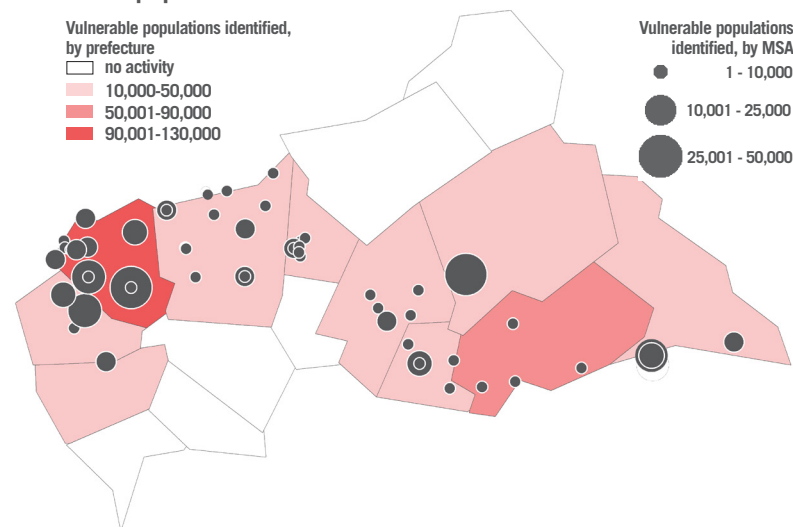 Vulnerable populations identified,
by prefecture
no activity
10,000-50,000
50,001-90,000
90,001-130,000
Vulnerable populations
identified, by MSA
1 - 10,000
10,001 - 25,000
25,001 - 50,000